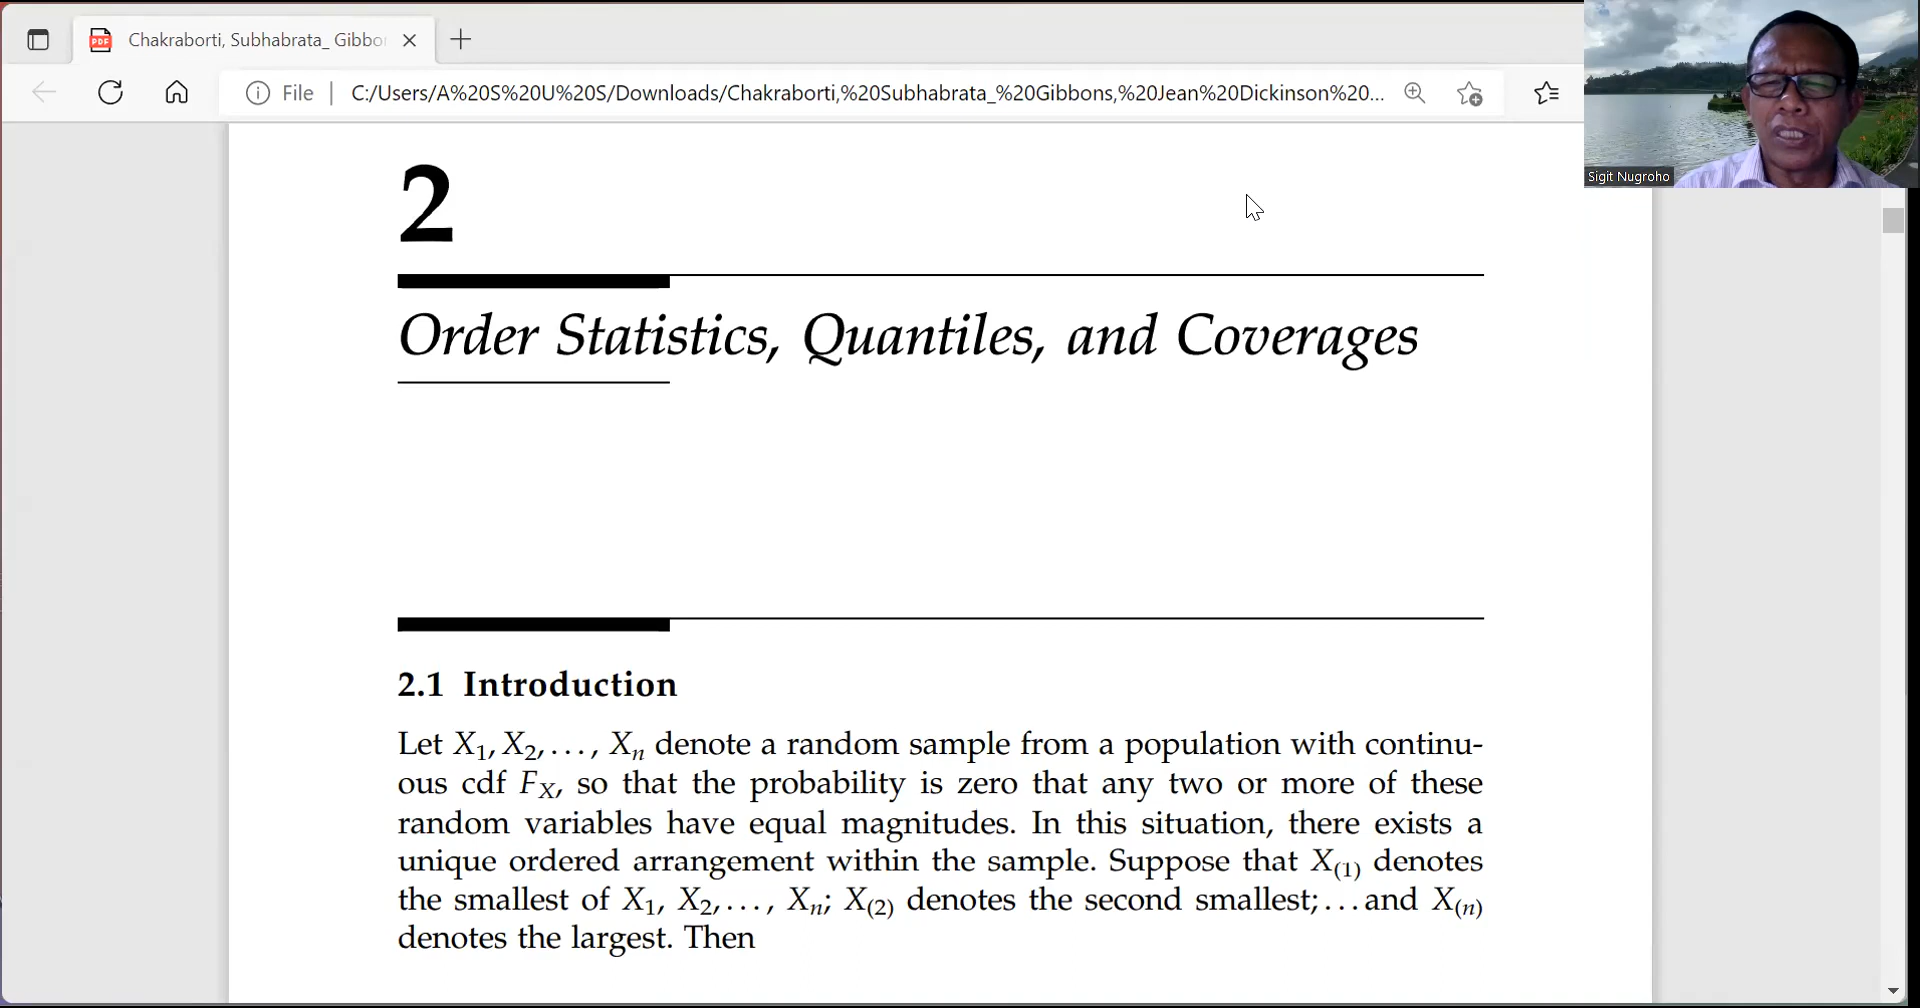 PDF Chakraborti, Subhabrata_ Gibbo
File C:/Users/A%20S%20U%20S/Downloads/Chakraborti,%20Subhabrata_%20Gibbons,%20Jean%20Dickinson%20...
Sigit Nugroho
2
Order Statistics, Quantiles, and Coverages
2.1 Introduction
Let X₁, X₂, . . . , Xₙ denote a random sample from a population with continu-
ous cdf F_X, so that the probability is zero that any two or more of these
random variables have equal magnitudes. In this situation, there exists a
unique ordered arrangement within the sample. Suppose that X₍₁₎ denotes
the smallest of X₁, X₂, . . . , Xₙ; X₍₂₎ denotes the second smallest; . . . and X₍ₙ₎
denotes the largest. Then